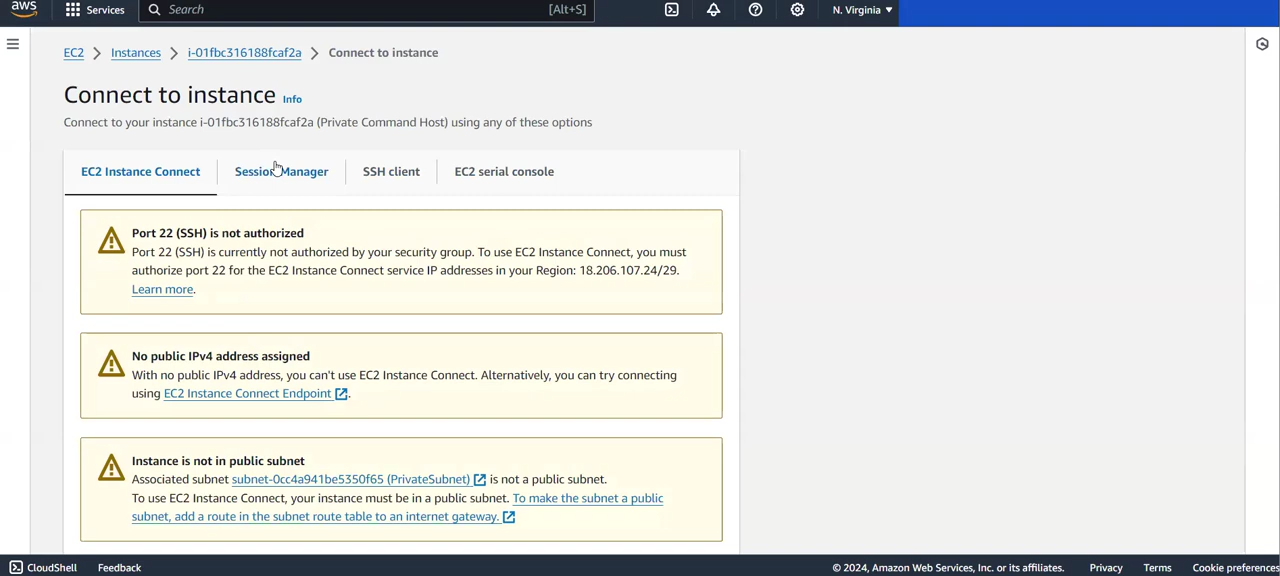 aws Services Search [Alt+S] N. Virginia
EC2 Instances i-01fbc316188fcaf2a Connect to instance
Connect to instance Info
Connect to your instance i-01fbc316188fcaf2a (Private Command Host) using any of these options
EC2 Instance Connect Session Manager SSH client EC2 serial console
Port 22 (SSH) is not authorized
Port 22 (SSH) is currently not authorized by your security group. To use EC2 Instance Connect, you must
authorize port 22 for the EC2 Instance Connect service IP addresses in your Region: 18.206.107.24/29.
Learn more.
No public IPv4 address assigned
With no public IPv4 address, you can't use EC2 Instance Connect. Alternatively, you can try connecting
using EC2 Instance Connect Endpoint.
Instance is not in public subnet
Associated subnet subnet-0cc4a941be5350f65 (PrivateSubnet) is not a public subnet.
To use EC2 Instance Connect, your instance must be in a public subnet. To make the subnet a public
subnet, add a route in the subnet route table to an internet gateway.
CloudShell Feedback © 2024, Amazon Web Services, Inc. or its affiliates. Privacy Terms Cookie preferences